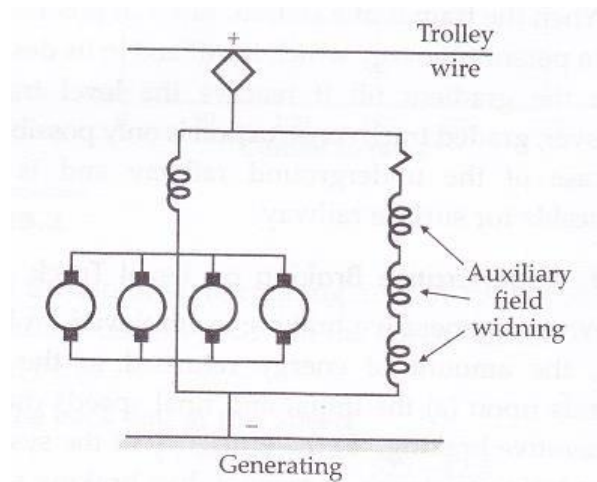 +
Trolley
wire
Auxiliary
field
widning
−
Generating